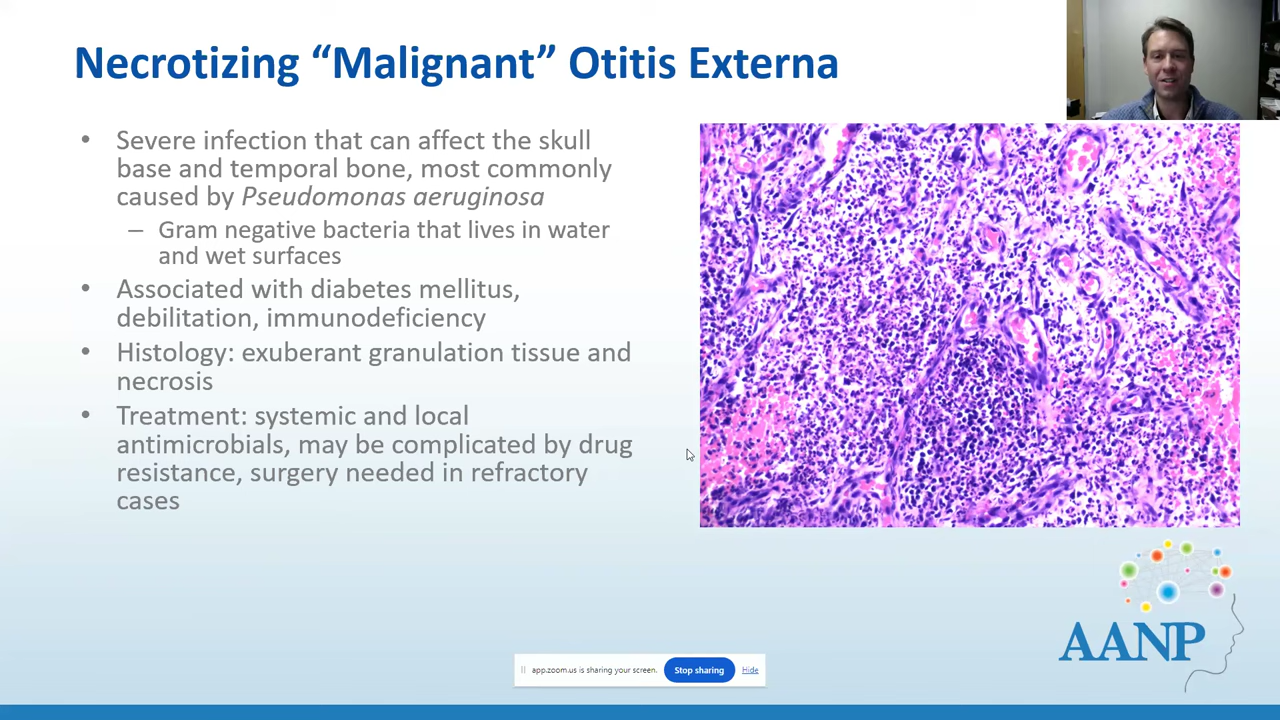 Necrotizing “Malignant” Otitis Externa
• Severe infection that can affect the skull
base and temporal bone, most commonly
caused by Pseudomonas aeruginosa
– Gram negative bacteria that lives in water
and wet surfaces
• Associated with diabetes mellitus,
debilitation, immunodeficiency
• Histology: exuberant granulation tissue and
necrosis
• Treatment: systemic and local
antimicrobials, may be complicated by drug
resistance, surgery needed in refractory
cases
AANP
app.zoom.us is sharing your screen. Stop sharing Hide